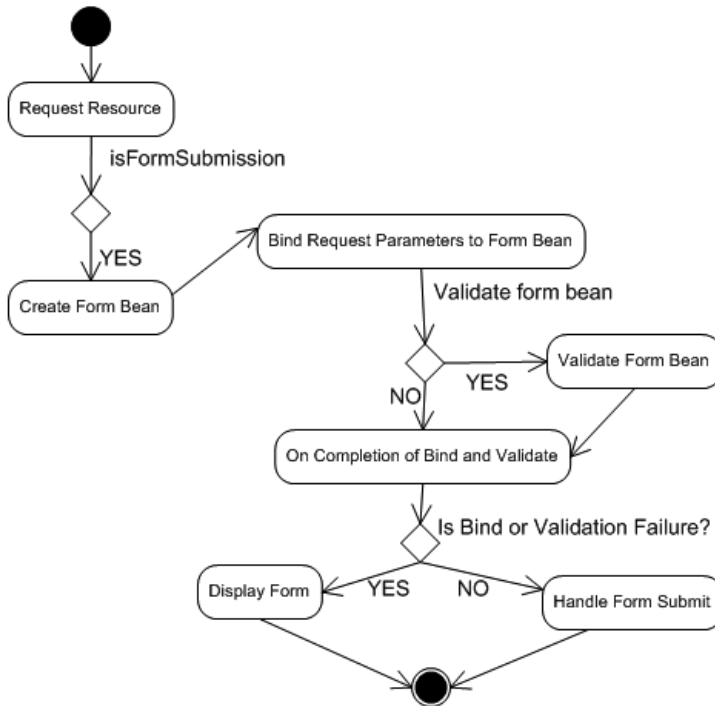 Request Resource
isFormSubmission
YES
Create Form Bean
Bind Request Parameters to Form Bean
Validate form bean
YES
Validate Form Bean
NO
On Completion of Bind and Validate
Is Bind or Validation Failure?
YES
NO
Display Form
Handle Form Submit